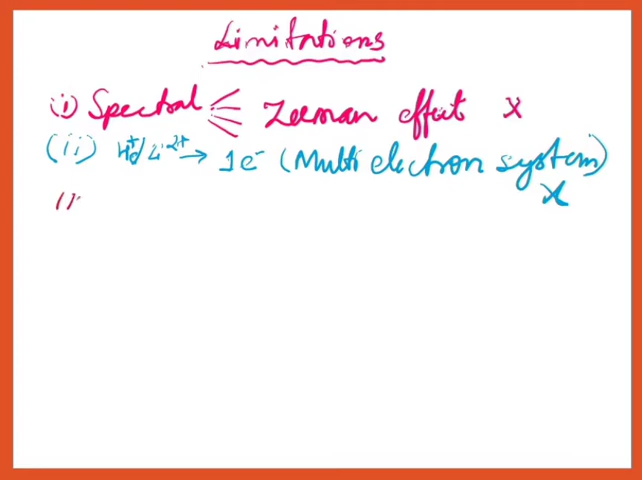 Limitations
(i) Spectral Zeeman effect X
(ii) He+/Li2+ → 1e- (Multi electron system)
X
(i